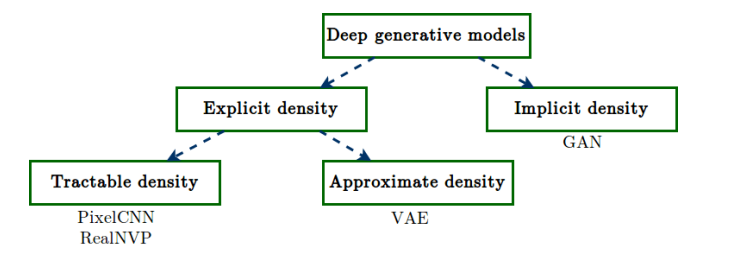 Deep generative models
Explicit density
Implicit density
GAN
Tractable density
Approximate density
PixelCNN
VAE
RealNVP